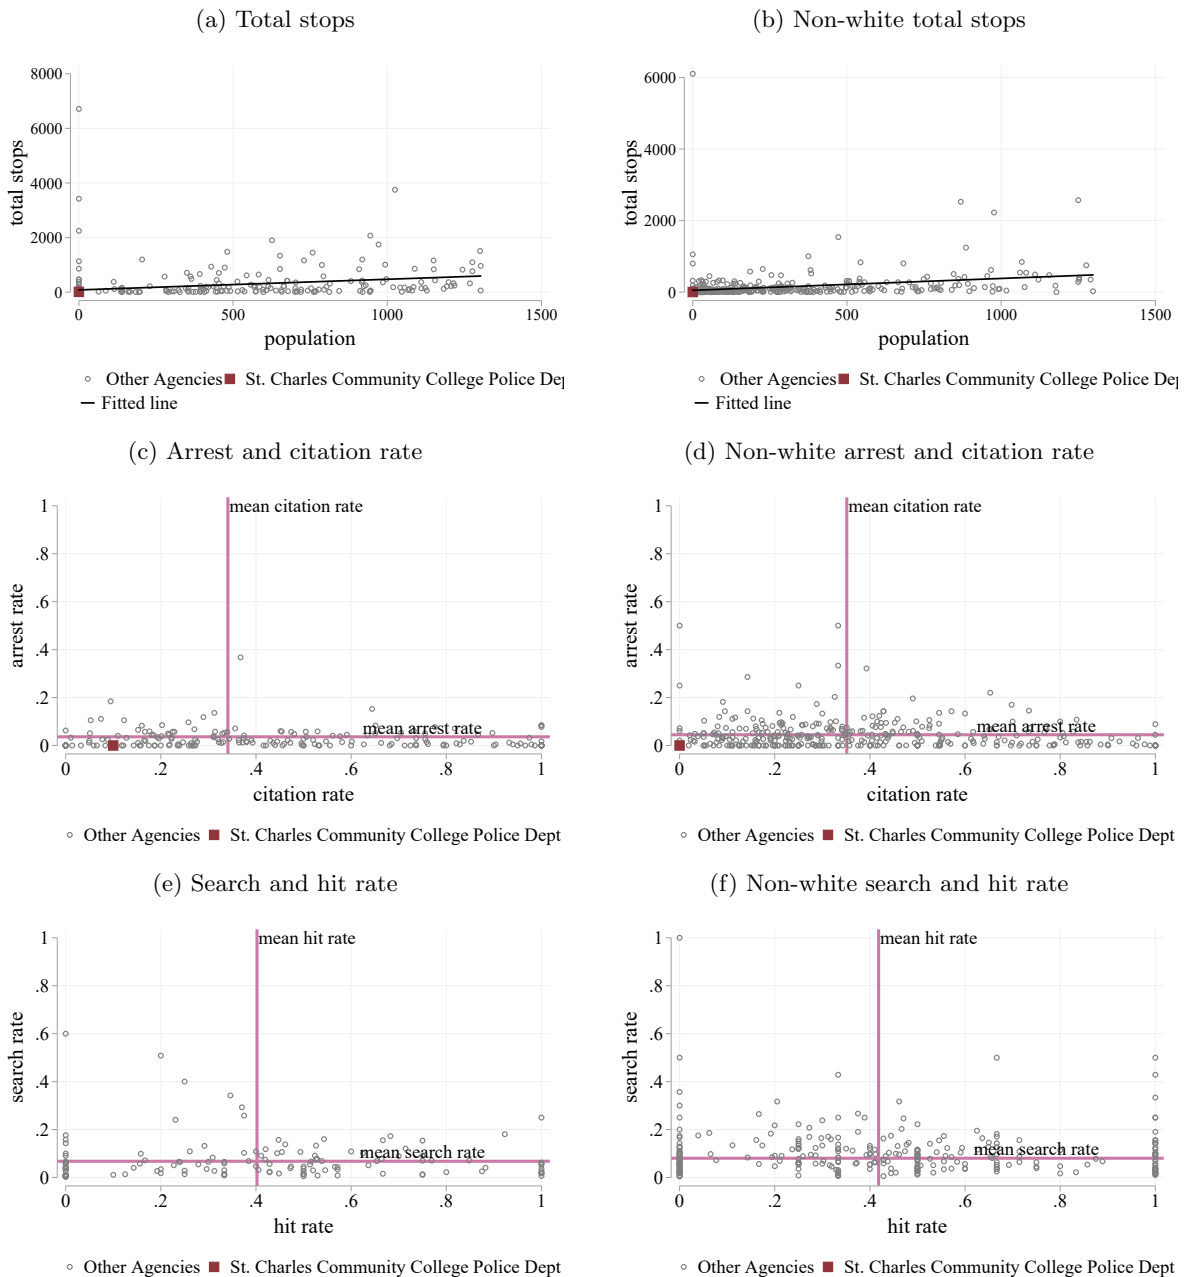 (a) Total stops
(b) Non-white total stops
8000
6000
4000
2000
0
total stops
0 500 1000 1500
population
Other Agencies St. Charles Community College Police Dep
Fitted line
6000
4000
2000
0
total stops
0 500 1000 1500
population
Other Agencies St. Charles Community College Police Dep
Fitted line
(c) Arrest and citation rate
(d) Non-white arrest and citation rate
1
.8
.6
.4
.2
0
arrest rate
mean citation rate
mean arrest rate
0 .2 .4 .6 .8 1
citation rate
Other Agencies St. Charles Community College Police Dept
1
.8
.6
.4
.2
0
arrest rate
mean citation rate
mean arrest rate
0 .2 .4 .6 .8 1
citation rate
Other Agencies St. Charles Community College Police Dept
(e) Search and hit rate
(f) Non-white search and hit rate
1
.8
.6
.4
.2
0
search rate
mean hit rate
mean search rate
0 .2 .4 .6 .8 1
hit rate
Other Agencies St. Charles Community College Police Dept
1
.8
.6
.4
.2
0
search rate
mean hit rate
mean search rate
0 .2 .4 .6 .8 1
hit rate
Other Agencies St. Charles Community College Police Dept